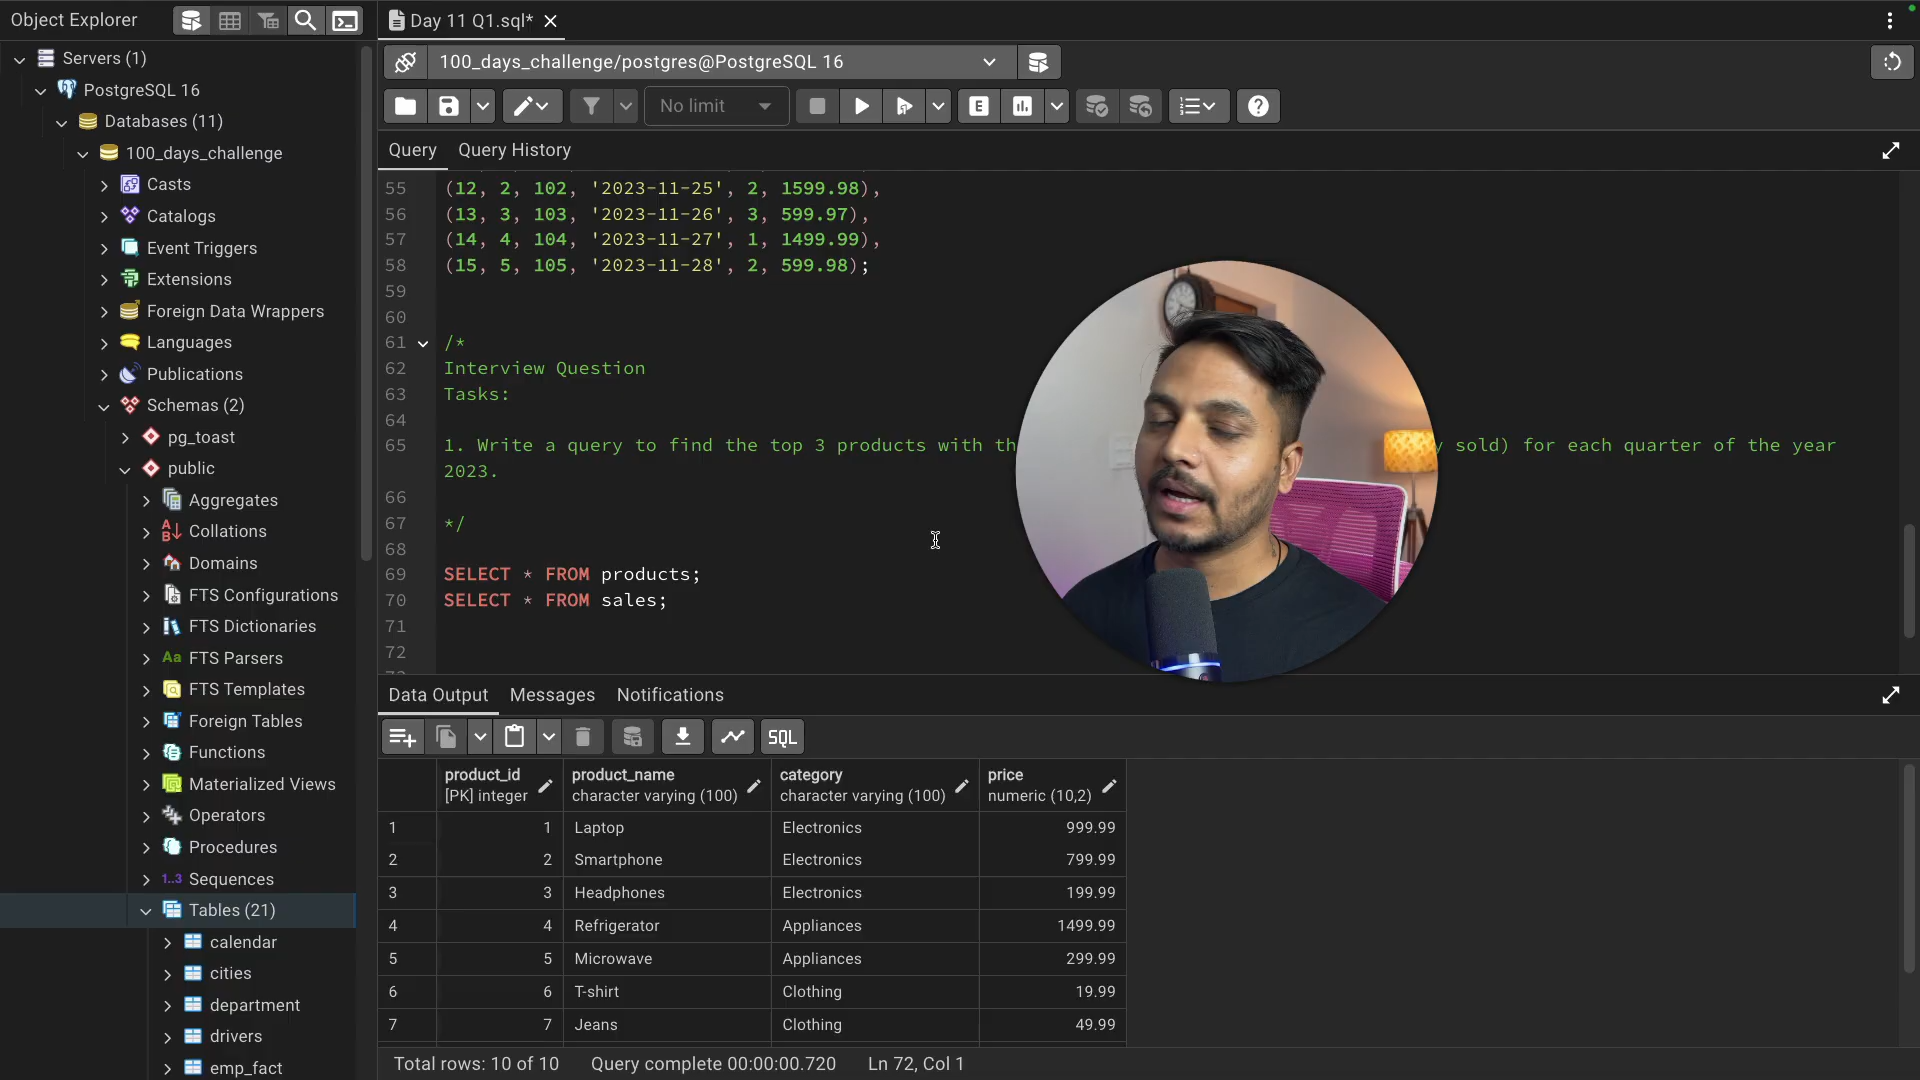 Object Explorer
Servers (1)
PostgreSQL 16
Databases (11)
100_days_challenge
Casts
Catalogs
Event Triggers
Extensions
Foreign Data Wrappers
Languages
Publications
Schemas (2)
pg_toast
public
Aggregates
Collations
Domains
FTS Configurations
FTS Dictionaries
Aa FTS Parsers
FTS Templates
Foreign Tables
Functions
Materialized Views
Operators
Procedures
1..3 Sequences
Tables (21)
calendar
cities
department
drivers
emp_fact
Day 11 Q1.sql*
100_days_challenge/postgres@PostgreSQL 16
No limit
E
Query Query History
55 (12, 2, 102, '2023-11-25', 2, 1599.98),
56 (13, 3, 103, '2023-11-26', 3, 599.97),
57 (14, 4, 104, '2023-11-27', 1, 1499.99),
58 (15, 5, 105, '2023-11-28', 2, 599.98);
59
60
61 /*
62 Interview Question
63 Tasks:
64
65 1. Write a query to find the top 3 products with th y sold) for each quarter of the year
2023.
66
67 */
68
69 SELECT * FROM products;
70 SELECT * FROM sales;
71
72
Data Output Messages Notifications
SQL
product_id product_name category price
[PK] integer character varying (100) character varying (100) numeric (10,2)
1 1 Laptop Electronics 999.99
2 2 Smartphone Electronics 799.99
3 3 Headphones Electronics 199.99
4 4 Refrigerator Appliances 1499.99
5 5 Microwave Appliances 299.99
6 6 T-shirt Clothing 19.99
7 7 Jeans Clothing 49.99
Total rows: 10 of 10 Query complete 00:00:00.720 Ln 72, Col 1